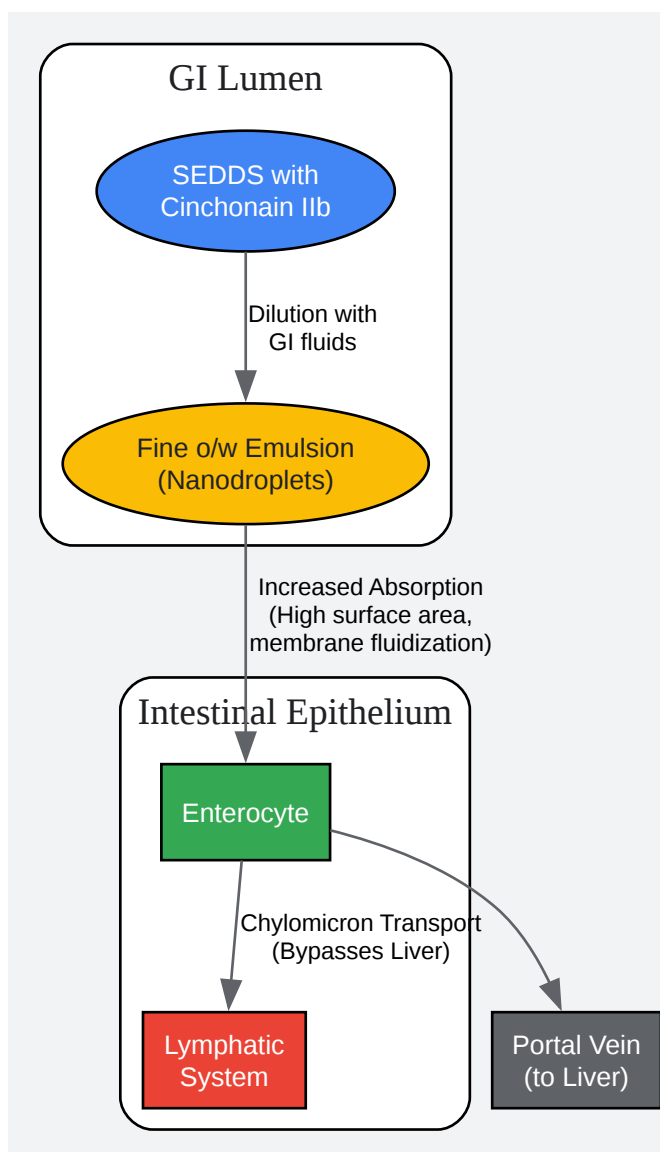 GI Lumen
SEDDS with
Cinchonain IIb
Dilution with
GI fluids
Fine o/w Emulsion
(Nanodroplets)
Increased Absorption
(High surface area,
membrane fluidization)
Intestinal Epithelium
Enterocyte
Chylomicron Transport
(Bypasses Liver)
Lymphatic
System
Portal Vein
(to Liver)